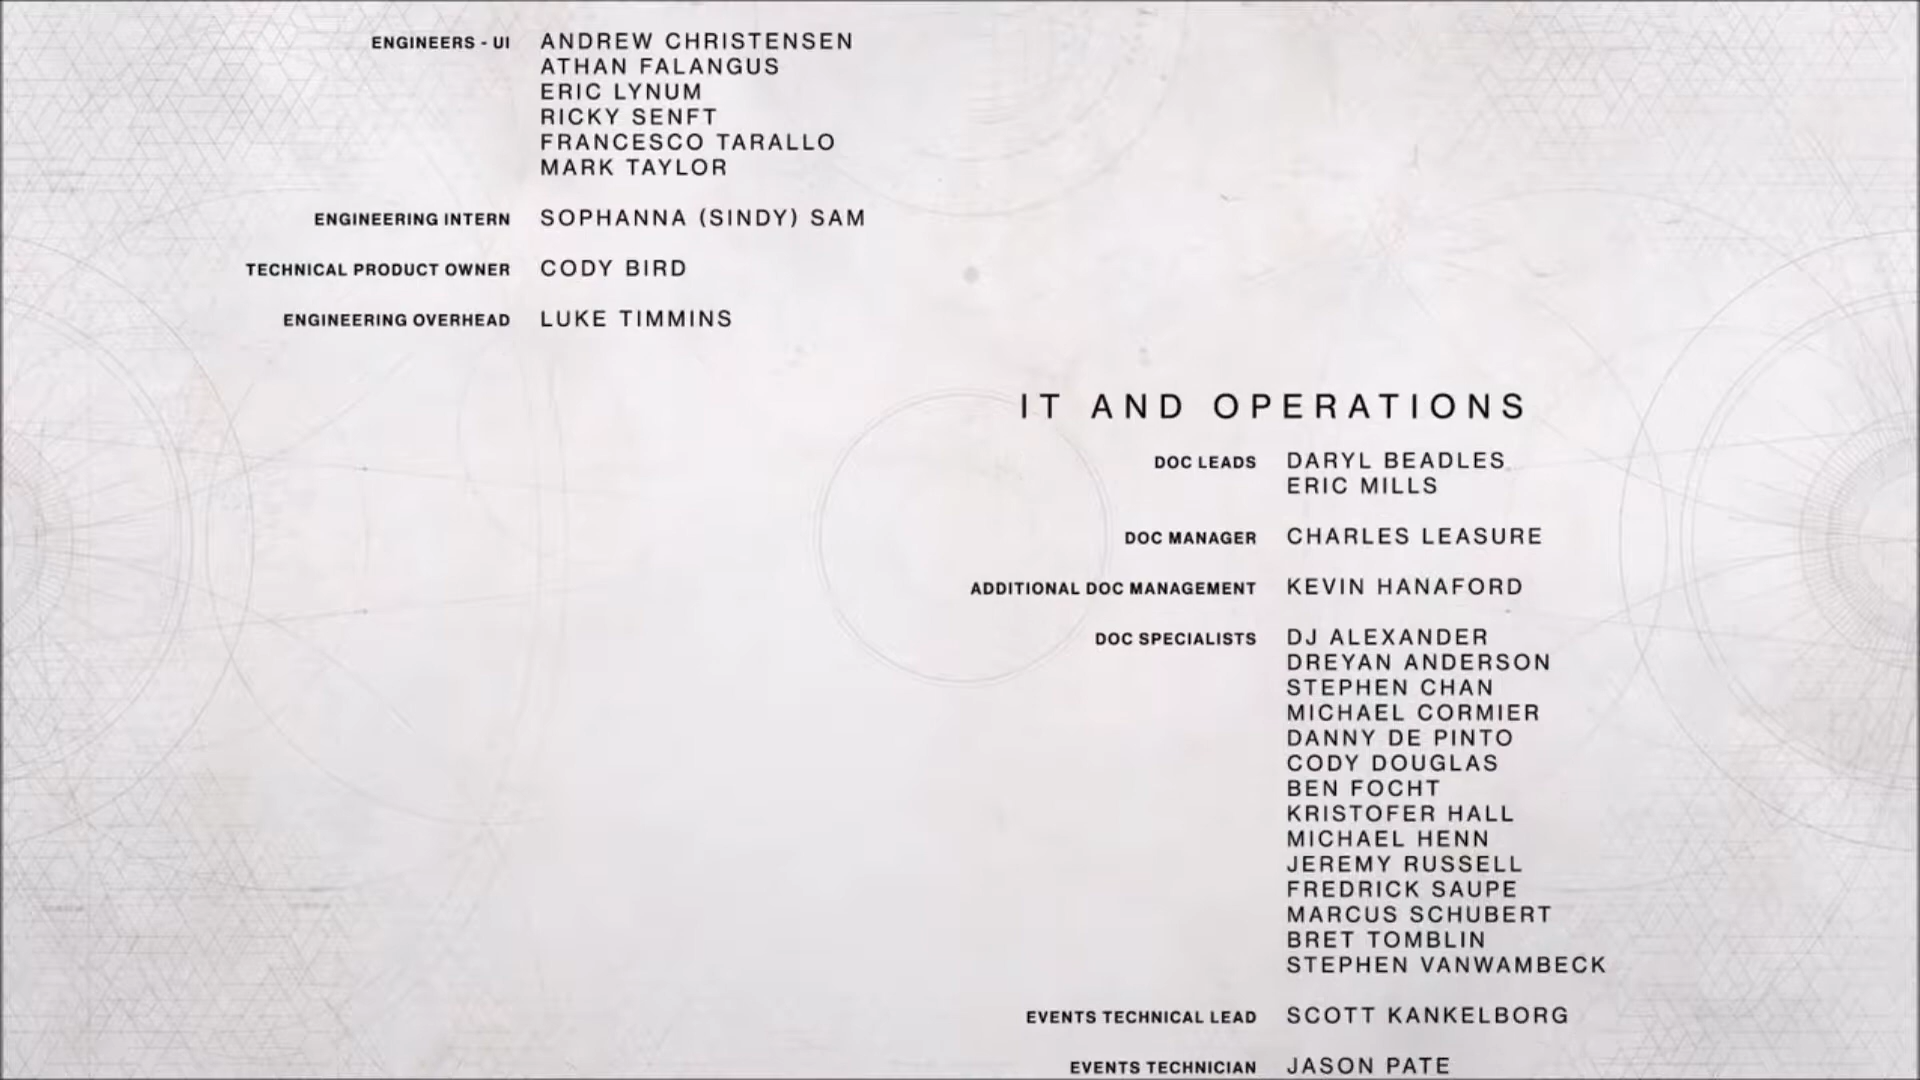 ENGINEERS - UI ANDREW CHRISTENSEN
ATHAN FALANGUS
ERIC LYNUM
RICKY SENFT
FRANCESCO TARALLO
MARK TAYLOR
ENGINEERING INTERN SOPHANNA (SINDY) SAM
TECHNICAL PRODUCT OWNER CODY BIRD
ENGINEERING OVERHEAD LUKE TIMMINS
IT AND OPERATIONS
DOC LEADS DARYL BEADLES
ERIC MILLS
DOC MANAGER CHARLES LEASURE
ADDITIONAL DOC MANAGEMENT KEVIN HANAFORD
DOC SPECIALISTS DJ ALEXANDER
DREYAN ANDERSON
STEPHEN CHAN
MICHAEL CORMIER
DANNY DE PINTO
CODY DOUGLAS
BEN FOCHT
KRISTOFER HALL
MICHAEL HENN
JEREMY RUSSELL
FREDRICK SAUPE
MARCUS SCHUBERT
BRET TOMBLIN
STEPHEN VANWAMBECK
EVENTS TECHNICAL LEAD SCOTT KANKELBORG
EVENTS TECHNICIAN JASON PATE